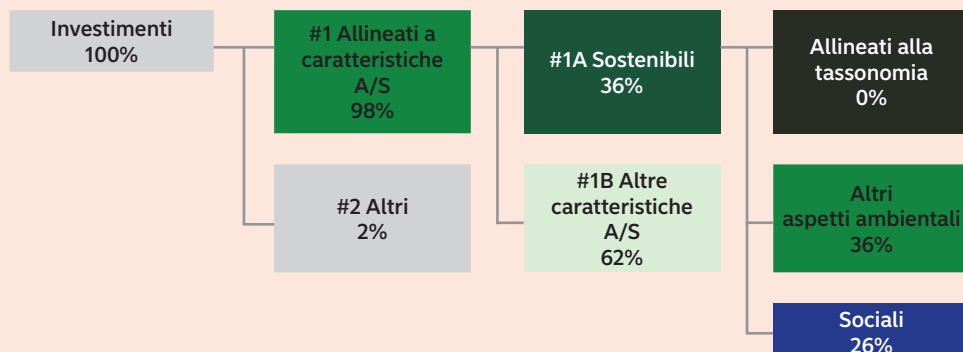 Investimenti
100%
#1 Allineati a
caratteristiche
A/S
98%
#2 Altri
2%
#1A Sostenibili
36%
#1B Altre
caratteristiche
A/S
62%
Allineati alla
tassonomia
0%
Altri
aspetti ambientali
36%
Sociali
26%